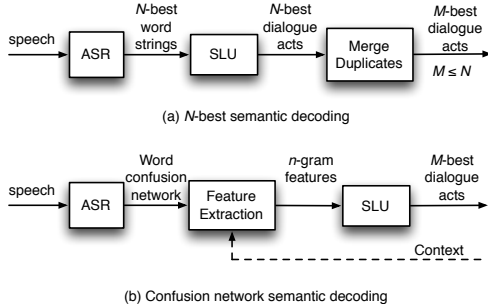 speech
ASR
N-best
word
strings
SLU
N-best
dialogue
acts
Merge
Duplicates
M-best
dialogue
acts
M ≤ N
(a) N-best semantic decoding
speech
ASR
Word
confusion
network
Feature
Extraction
n-gram
features
SLU
M-best
dialogue
acts
Context
(b) Confusion network semantic decoding